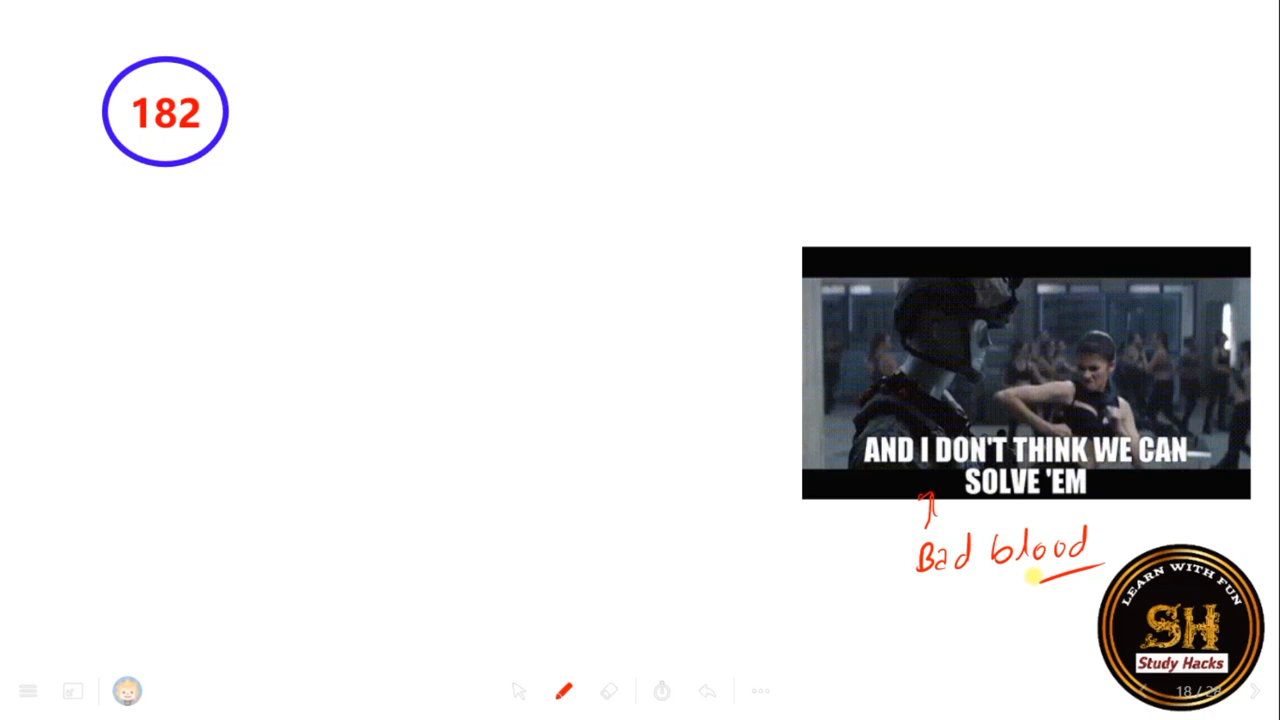 182
AND I DON'T THINK WE CAN
SOLVE 'EM
Bad blood
LEARN WITH FUN
SH
Study Hacks